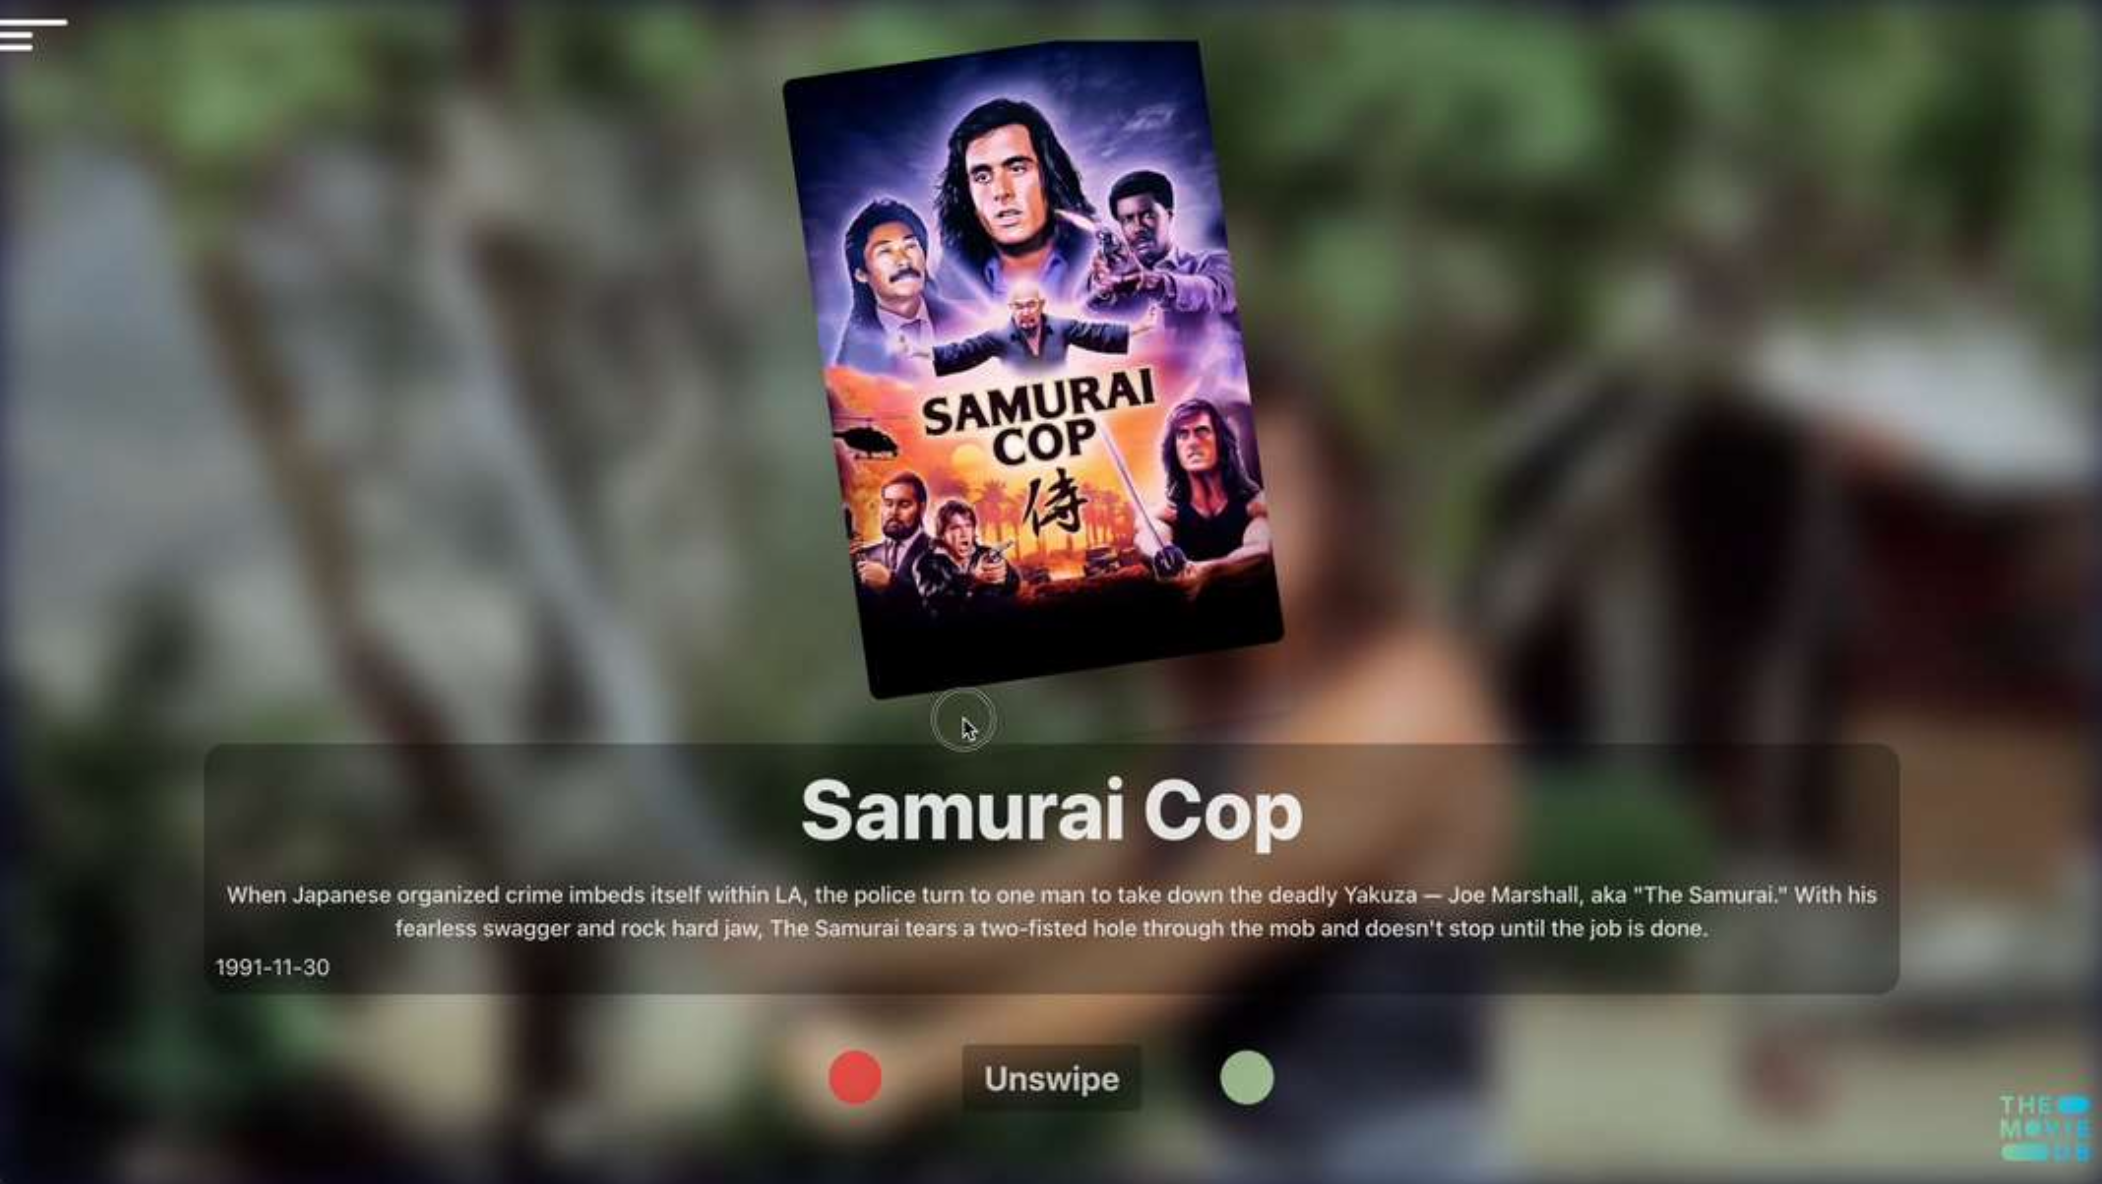 SAMURAI
COP
侍
Samurai Cop
When Japanese organized crime imbeds itself within LA, the police turn to one man to take down the deadly Yakuza — Joe Marshall, aka "The Samurai." With his
fearless swagger and rock hard jaw, The Samurai tears a two-fisted hole through the mob and doesn't stop until the job is done.
1991-11-30
Unswipe
THE
MOVIE
DB